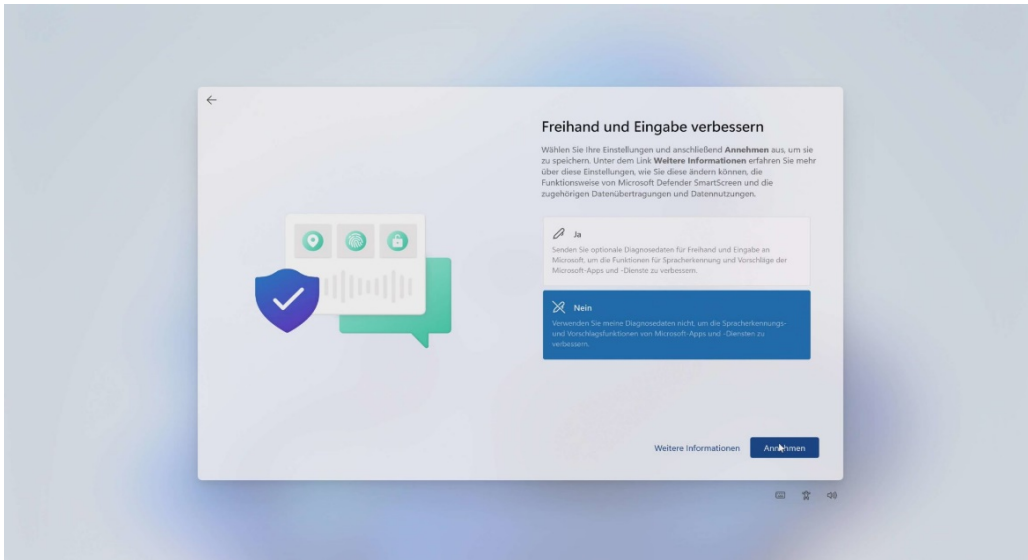 Freihand und Eingabe verbessern
Wählen Sie Ihre Einstellungen und anschließend Annehmen aus, um sie
zu speichern. Unter dem Link Weitere Informationen erfahren Sie mehr
über diese Einstellungen, wie Sie diese ändern können, die
Funktionsweise von Microsoft Defender SmartScreen und die
zugehörigen Datenübertragungen und Datennutzungen.
Ja
Senden Sie optionale Diagnosedaten für Freihand und Eingabe an
Microsoft, um die Funktionen für Spracherkennung und Vorschläge der
Microsoft-Apps und -Dienste zu verbessern.
Nein
Verwenden Sie meine Diagnosedaten nicht, um die Spracherkennungs-
und Vorschlagsfunktionen von Microsoft-Apps und -Diensten zu
verbessern.
Weitere Informationen
Annehmen